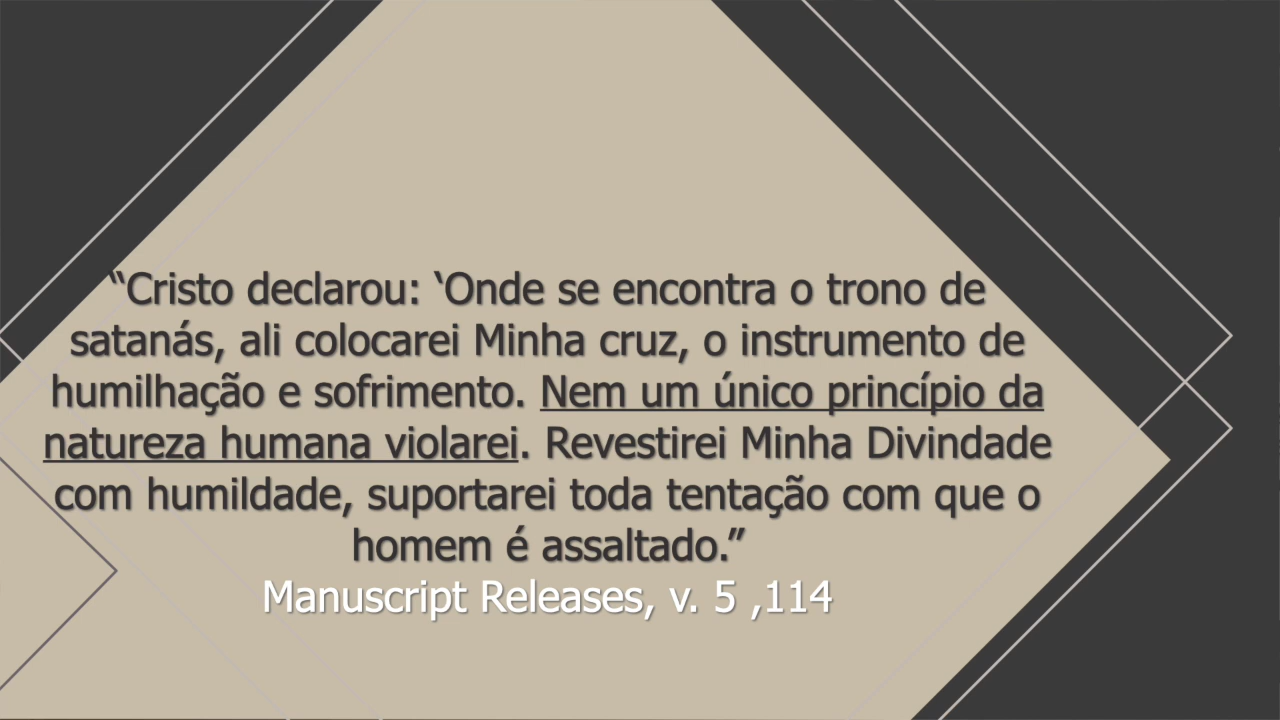 “Cristo declarou: ‘Onde se encontra o trono de
satanás, ali colocarei Minha cruz, o instrumento de
humilhação e sofrimento. Nem um único princípio da
natureza humana violarei. Revestirei Minha Divindade
com humildade, suportarei toda tentação com que o
homem é assaltado.”
Manuscript Releases, v. 5 ,114